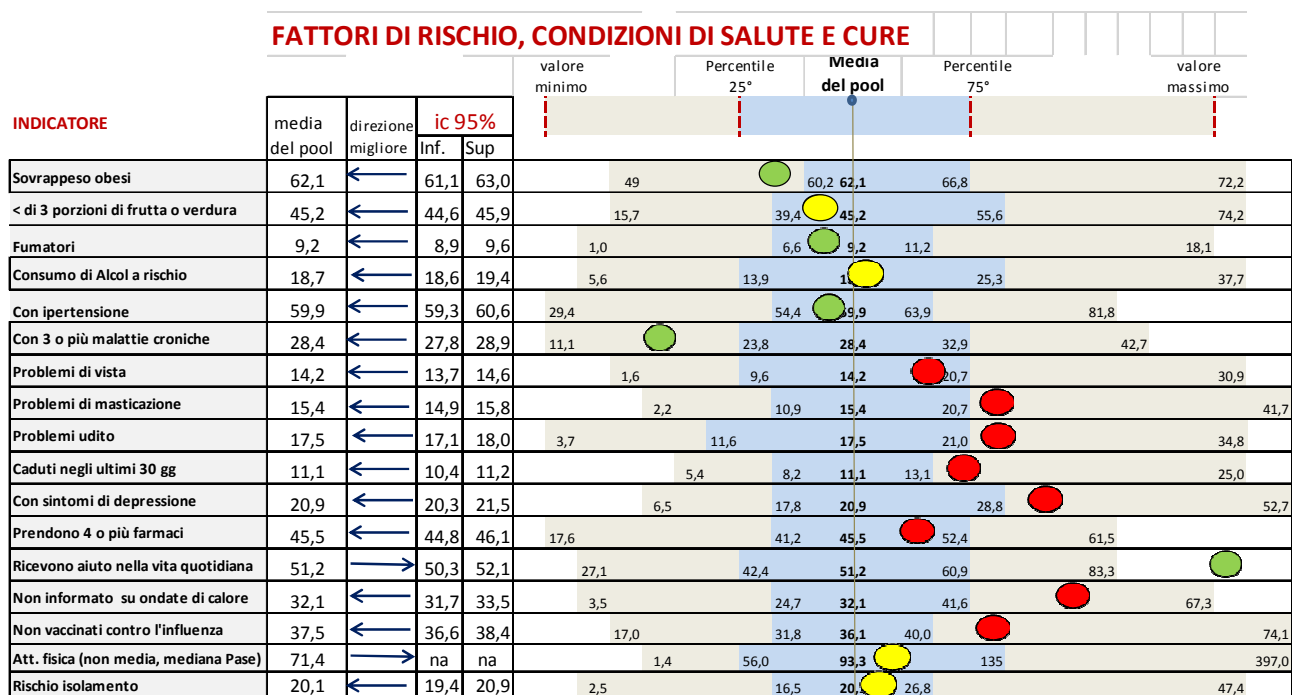 FATTORI DI RISCHIO, CONDIZIONI DI SALUTE E CURE
valore minimo Percentile 25° Media del pool Percentile 75° valore massimo
INDICATORE media del pool direzione migliore ic 95% Inf. Sup
Sovrappeso obesi 62,1 61,1 63,0 49 60,2 62,1 66,8 72,2
< di 3 porzioni di frutta o verdura 45,2 44,6 45,9 15,7 39,4 45,2 55,6 74,2
Fumatori 9,2 8,9 9,6 1,0 6,6 9,2 11,2 18,1
Consumo di Alcol a rischio 18,7 18,6 19,4 5,6 13,9 25,3 37,7
Con ipertensione 59,9 59,3 60,6 29,4 54,4 63,9 81,8
Con 3 o più malattie croniche 28,4 27,8 28,9 11,1 23,8 28,4 32,9 42,7
Problemi di vista 14,2 13,7 14,6 1,6 9,6 14,2 20,7 30,9
Problemi di masticazione 15,4 14,9 15,8 2,2 10,9 15,4 20,7 41,7
Problemi udito 17,5 17,1 18,0 3,7 11,6 17,5 21,0 34,8
Caduti negli ultimi 30 gg 11,1 10,4 11,2 5,4 8,2 11,1 13,1 25,0
Con sintomi di depressione 20,9 20,3 21,5 6,5 17,8 20,9 28,8 52,7
Prendono 4 o più farmaci 45,5 44,8 46,1 17,6 41,2 45,5 52,4 61,5
Ricevono aiuto nella vita quotidiana 51,2 50,3 52,1 27,1 42,4 51,2 60,9 83,3
Non informato su ondate di calore 32,1 31,7 33,5 3,5 24,7 32,1 41,6 67,3
Non vaccinati contro l'influenza 37,5 36,6 38,4 17,0 31,8 36,1 40,0 74,1
Att. fisica (non media, mediana Pase) 71,4 na na 1,4 56,0 93,3 135 397,0
Rischio isolamento 20,1 19,4 20,9 2,5 16,5 26,8 47,4